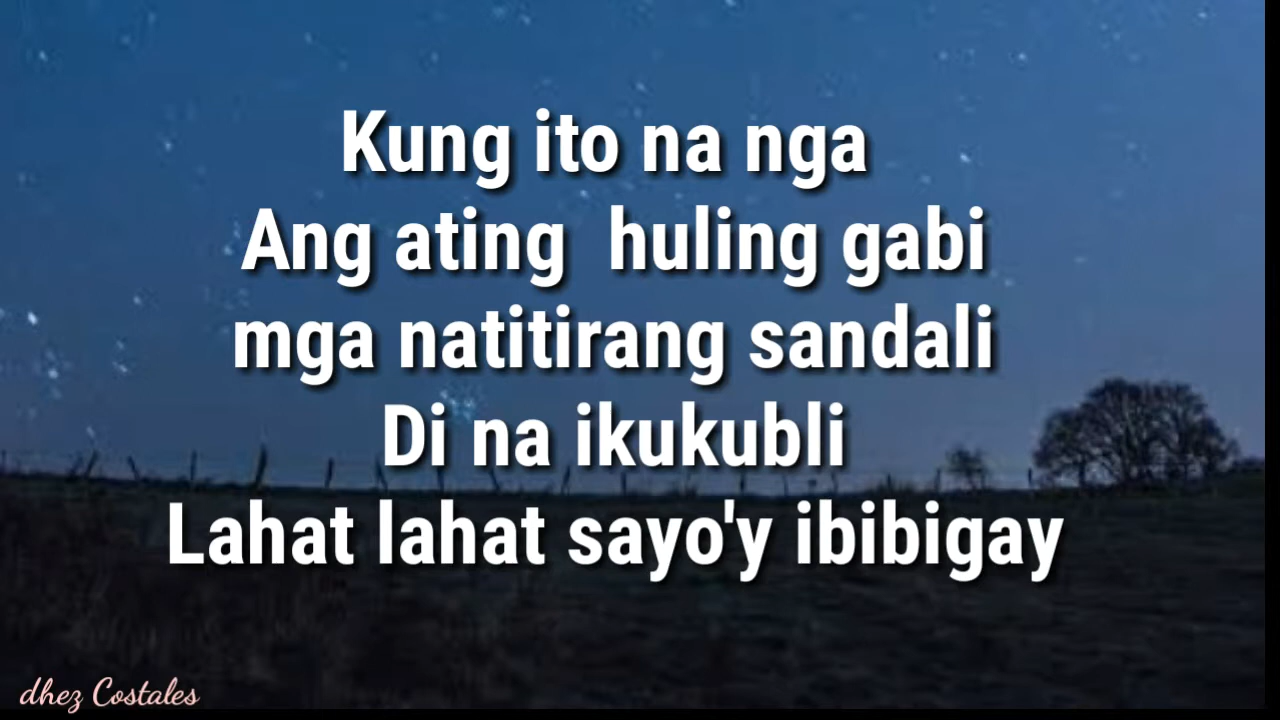 Kung ito na nga
Ang ating  huling gabi
mga natitirang sandali
Di na ikukubli
Lahat lahat sayo'y ibibigay
dhez Costales